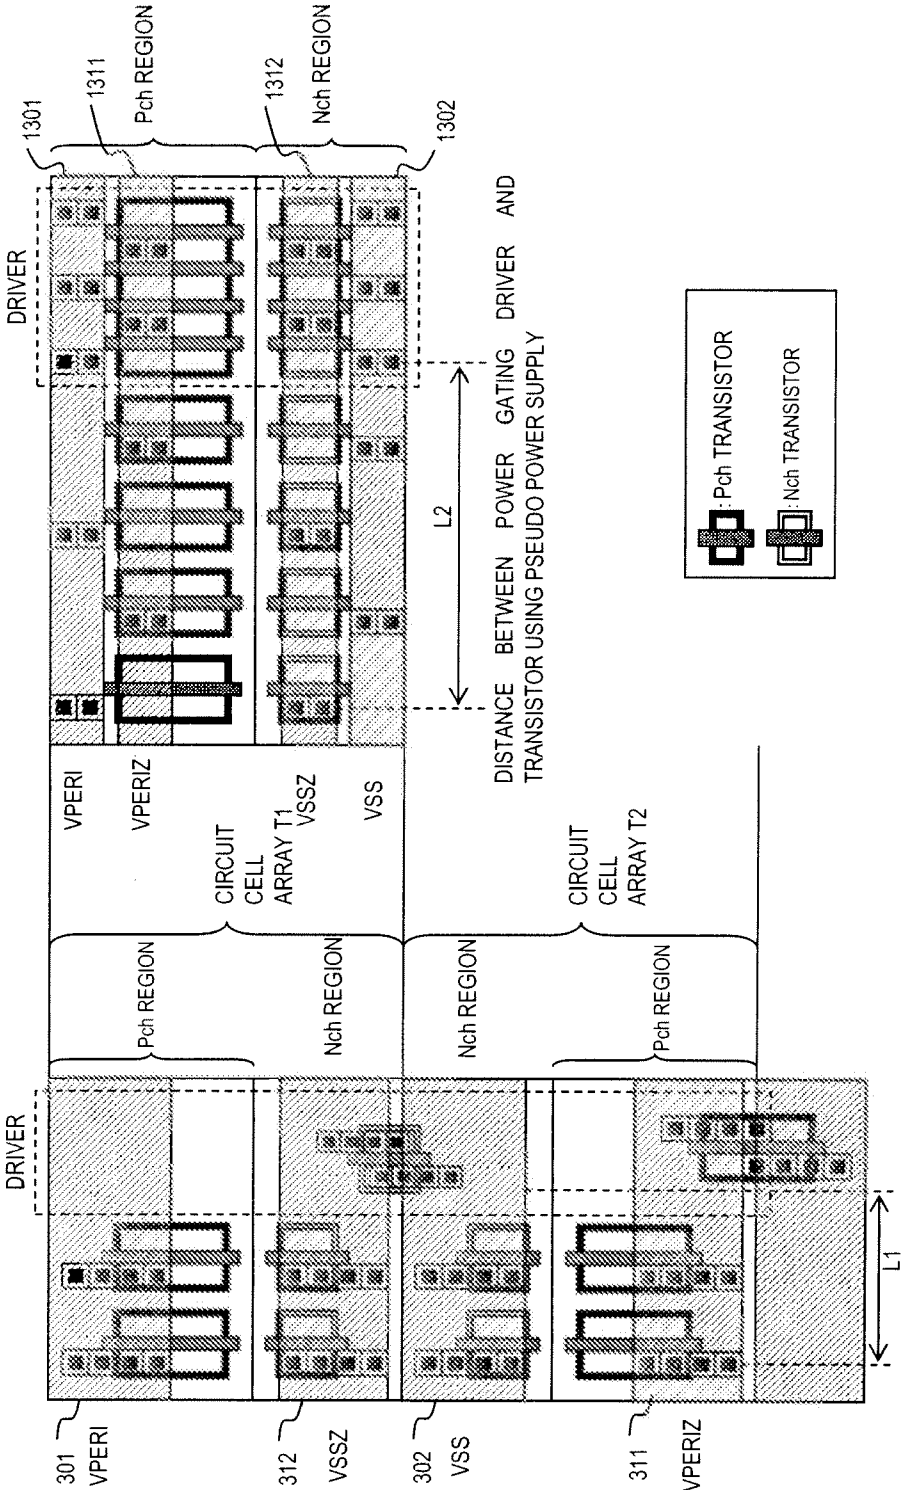 DRIVER
301
VPERI
312
VSSZ
302
VSS
311
VPERIZ
Pch REGION
Nch REGION
Nch REGION
Pch REGION
CIRCUIT
CELL
ARRAY T1
CIRCUIT
CELL
ARRAY T2
L1
DRIVER
1301
1311
1312
1302
Pch REGION
Nch REGION
VPERI
VPERIZ
VSSZ
VSS
L2
DISTANCE BETWEEN POWER GATING DRIVER AND
TRANSISTOR USING PSEUDO POWER SUPPLY
: Pch TRANSISTOR
: Nch TRANSISTOR